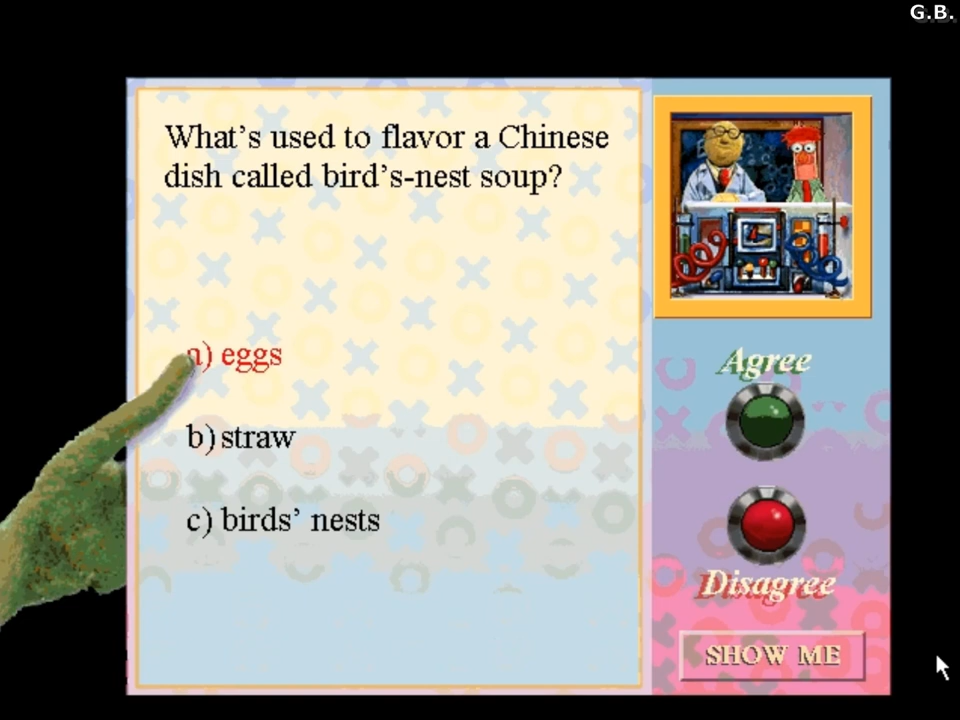 G.B.
What's used to flavor a Chinese
dish called bird's-nest soup?
a) eggs
b) straw
c) birds' nests
Agree
Disagree
SHOW ME